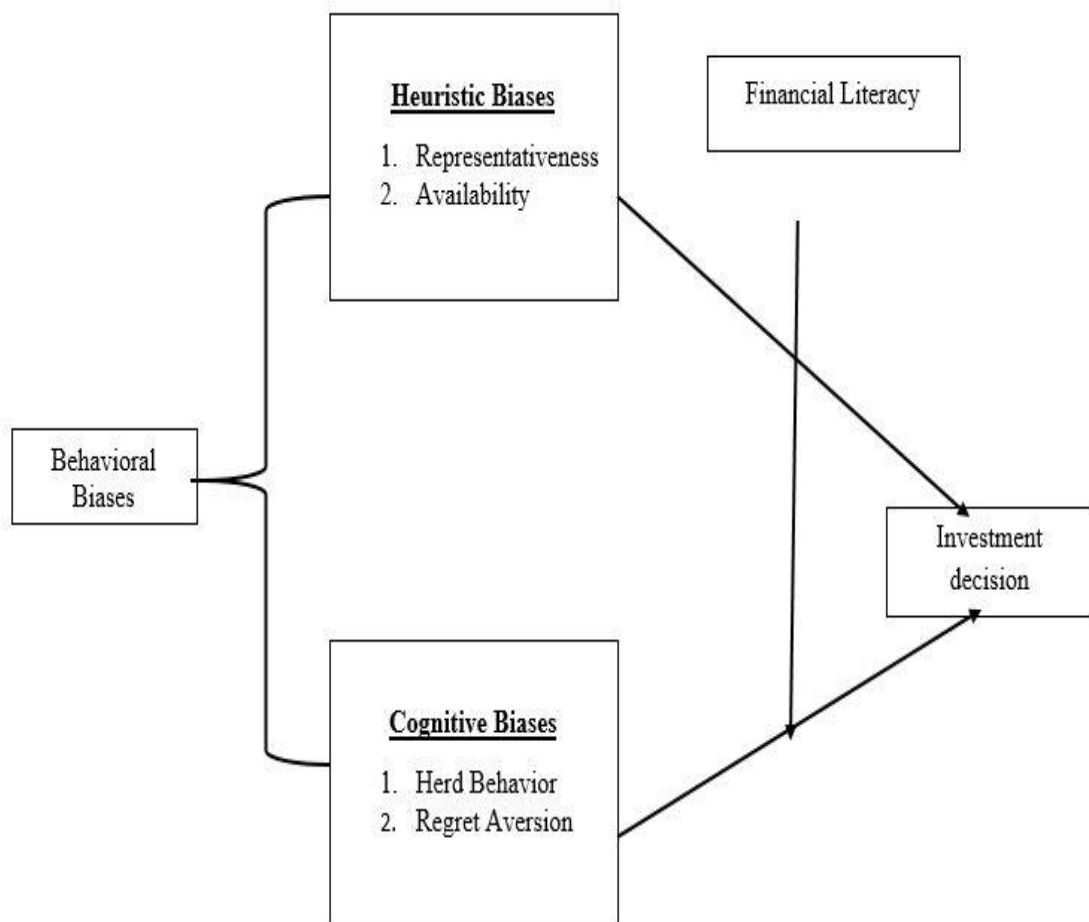 Heuristic Biases
1. Representativeness
2. Availability
Financial Literacy
Behavioral
Biases
Investment
decision
Cognitive Biases
1. Herd Behavior
2. Regret Aversion